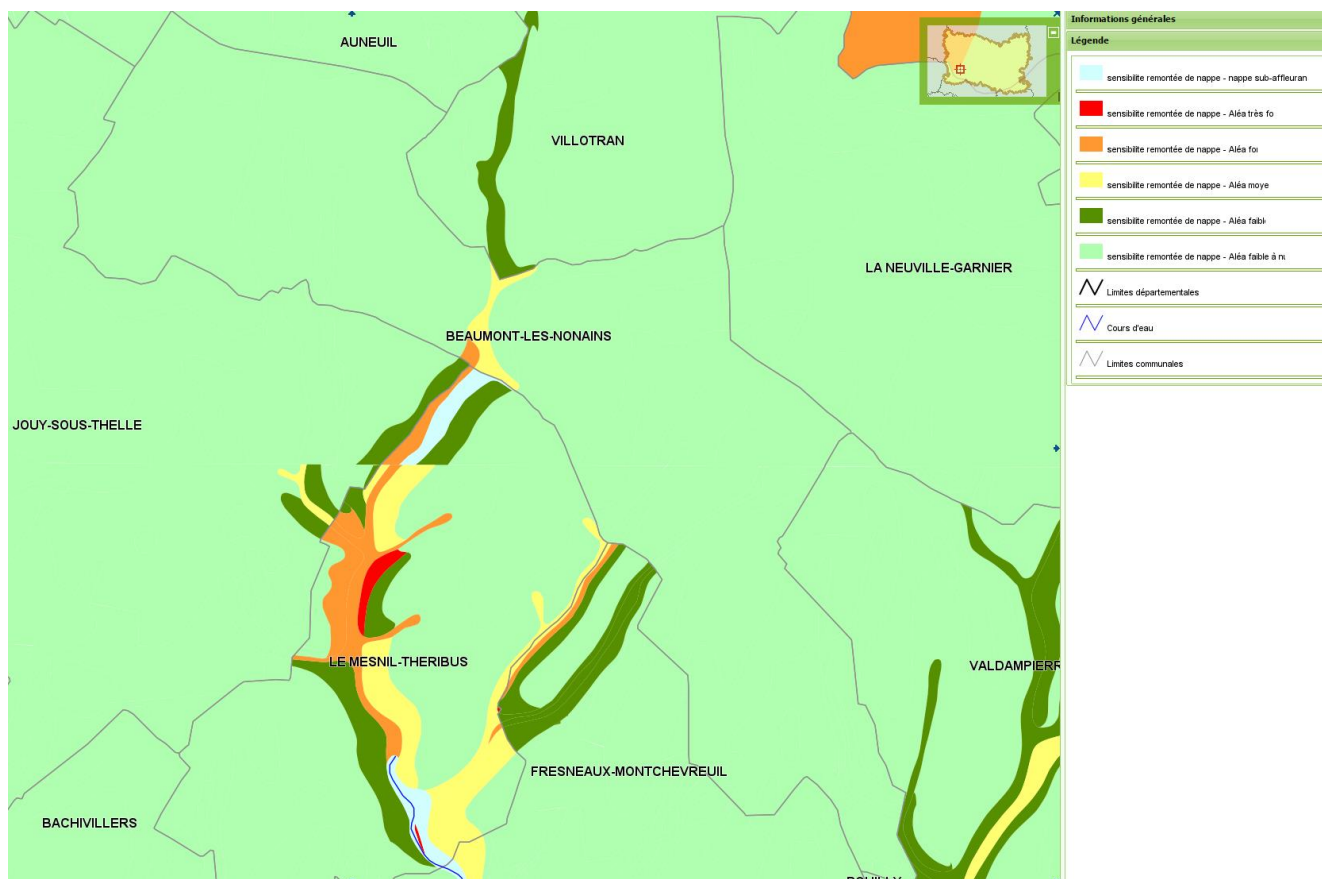 AUNEUIL
VILLOTRAN
LA NEUVILLE-GARNIER
BEAUMONT-LES-NONAINS
JOUY-SOUS-THELLE
LE MESNIL-THERIBUS
VALDAMPIERR
FRESNEAUX-MONTCHEVREUIL
BACHIVILLERS
Informations générales
Légende
sensibilite remontée de nappe - nappe sub-affleuran
sensibilite remontée de nappe - Aléa très fo
sensibilite remontée de nappe - Aléa foi
sensibilite remontée de nappe - Aléa moye
sensibilite remontée de nappe - Aléa faibl
sensibilite remontée de nappe - Aléa faible à nu
Limites départementales
Cours d'eau
Limites communales